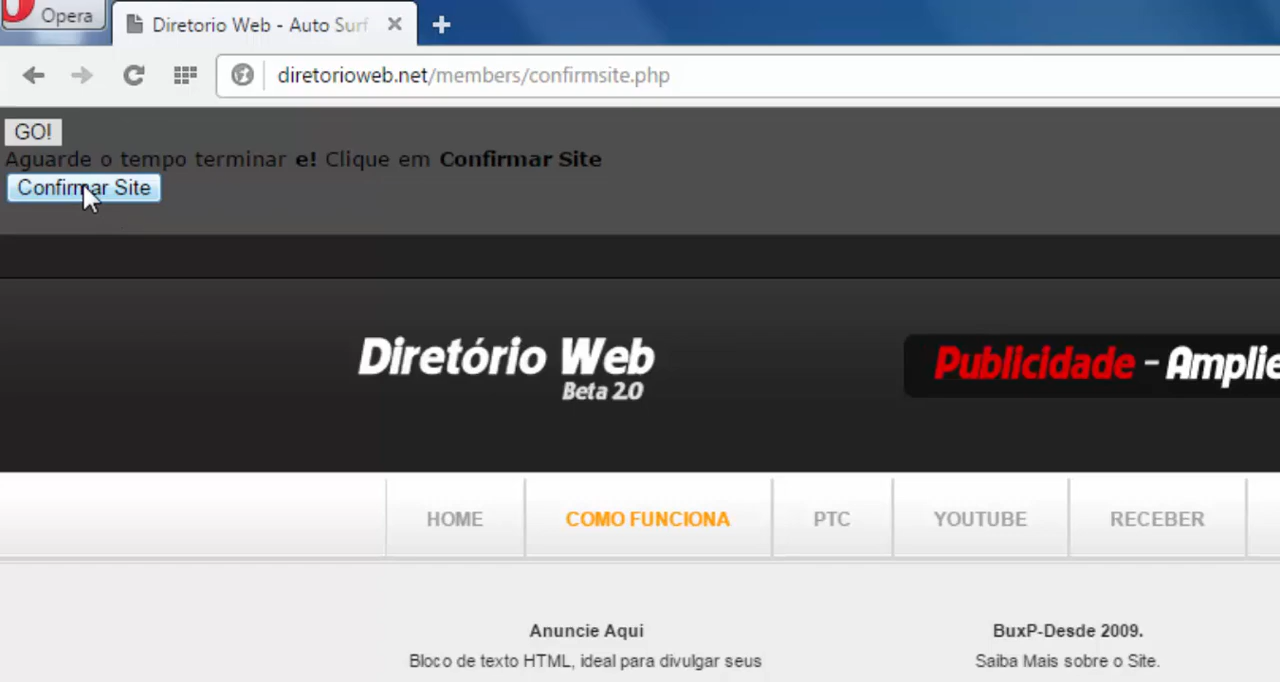 Opera
Diretorio Web - Auto Surf
diretorioweb.net/members/confirmsite.php
GO!
Aguarde o tempo terminar e! Clique em Confirmar Site
Confirmar Site
Diretório Web
Beta 2.0
Publicidade - Amplie
HOME
COMO FUNCIONA
PTC
YOUTUBE
RECEBER
Anuncie Aqui
Bloco de texto HTML, ideal para divulgar seus
BuxP-Desde 2009.
Saiba Mais sobre o Site.